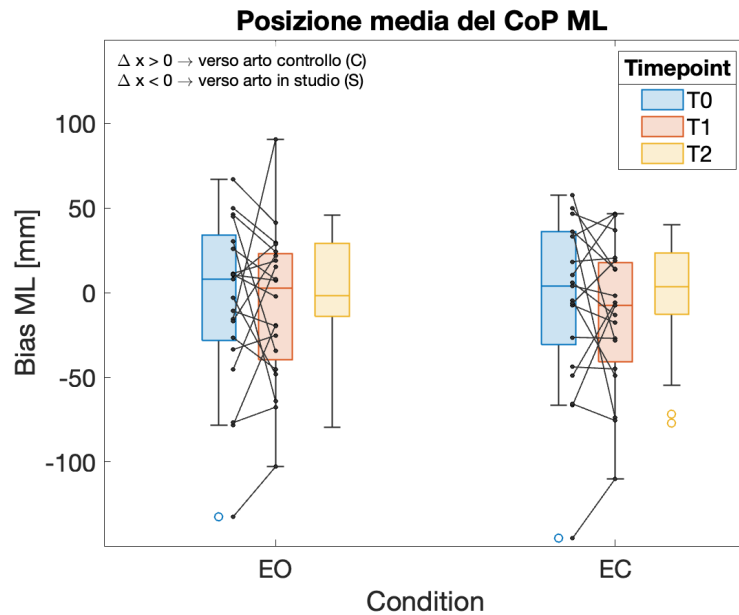 Posizione media del CoP ML
Δ x > 0 → verso arto controllo (C)
Δ x < 0 → verso arto in studio (S)
Timepoint
T0
T1
T2
100
50
0
-50
-100
Bias ML [mm]
EO
EC
Condition